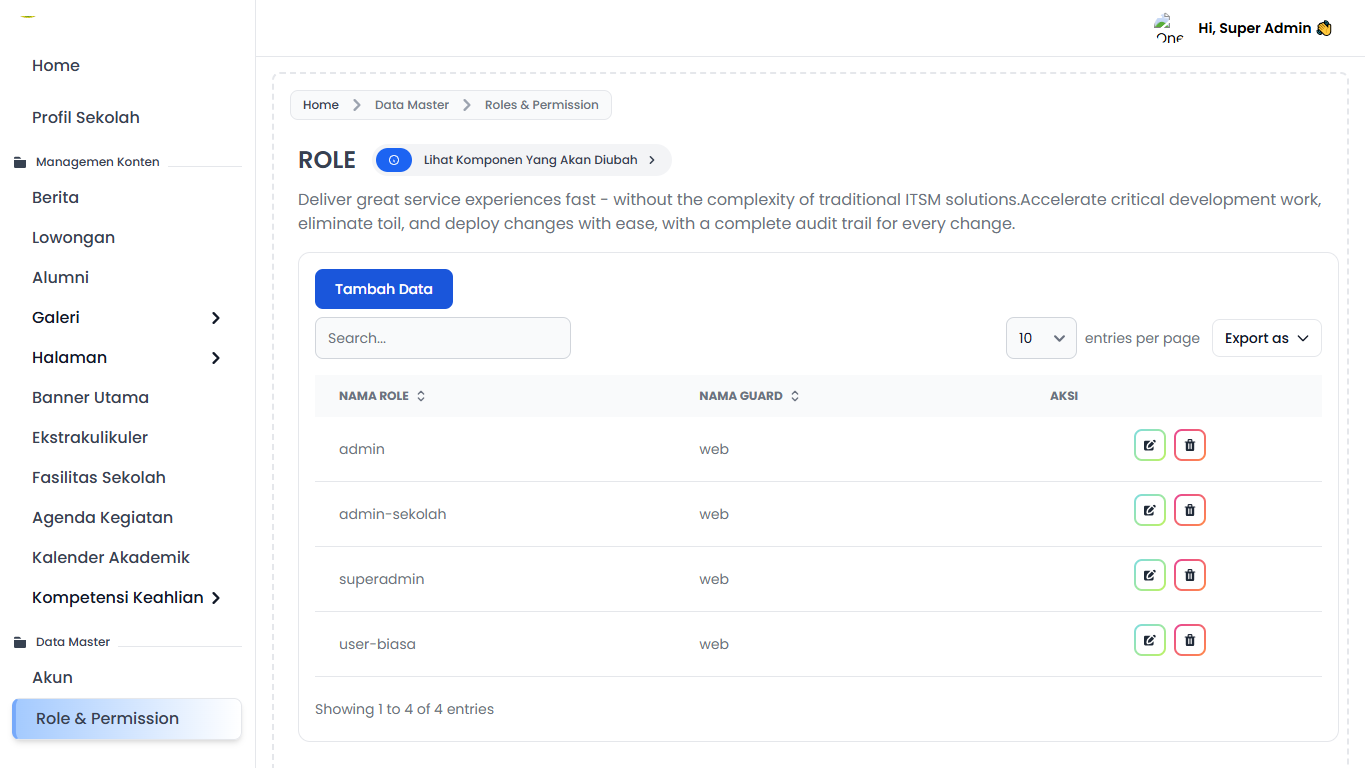 One
Hi, Super Admin 👏
Home
Profil Sekolah
Managemen Konten
Berita
Lowongan
Alumni
Galeri
Halaman
Banner Utama
Ekstrakulikuler
Fasilitas Sekolah
Agenda Kegiatan
Kalender Akademik
Kompetensi Keahlian
Data Master
Akun
Role & Permission
Home
Data Master
Roles & Permission
ROLE
Lihat Komponen Yang Akan Diubah
Deliver great service experiences fast - without the complexity of traditional ITSM solutions.Accelerate critical development work,
eliminate toil, and deploy changes with ease, with a complete audit trail for every change.
Tambah Data
Search...
10
entries per page
Export as
NAMA ROLE NAMA GUARD AKSI
admin web
admin-sekolah web
superadmin web
user-biasa web
Showing 1 to 4 of 4 entries